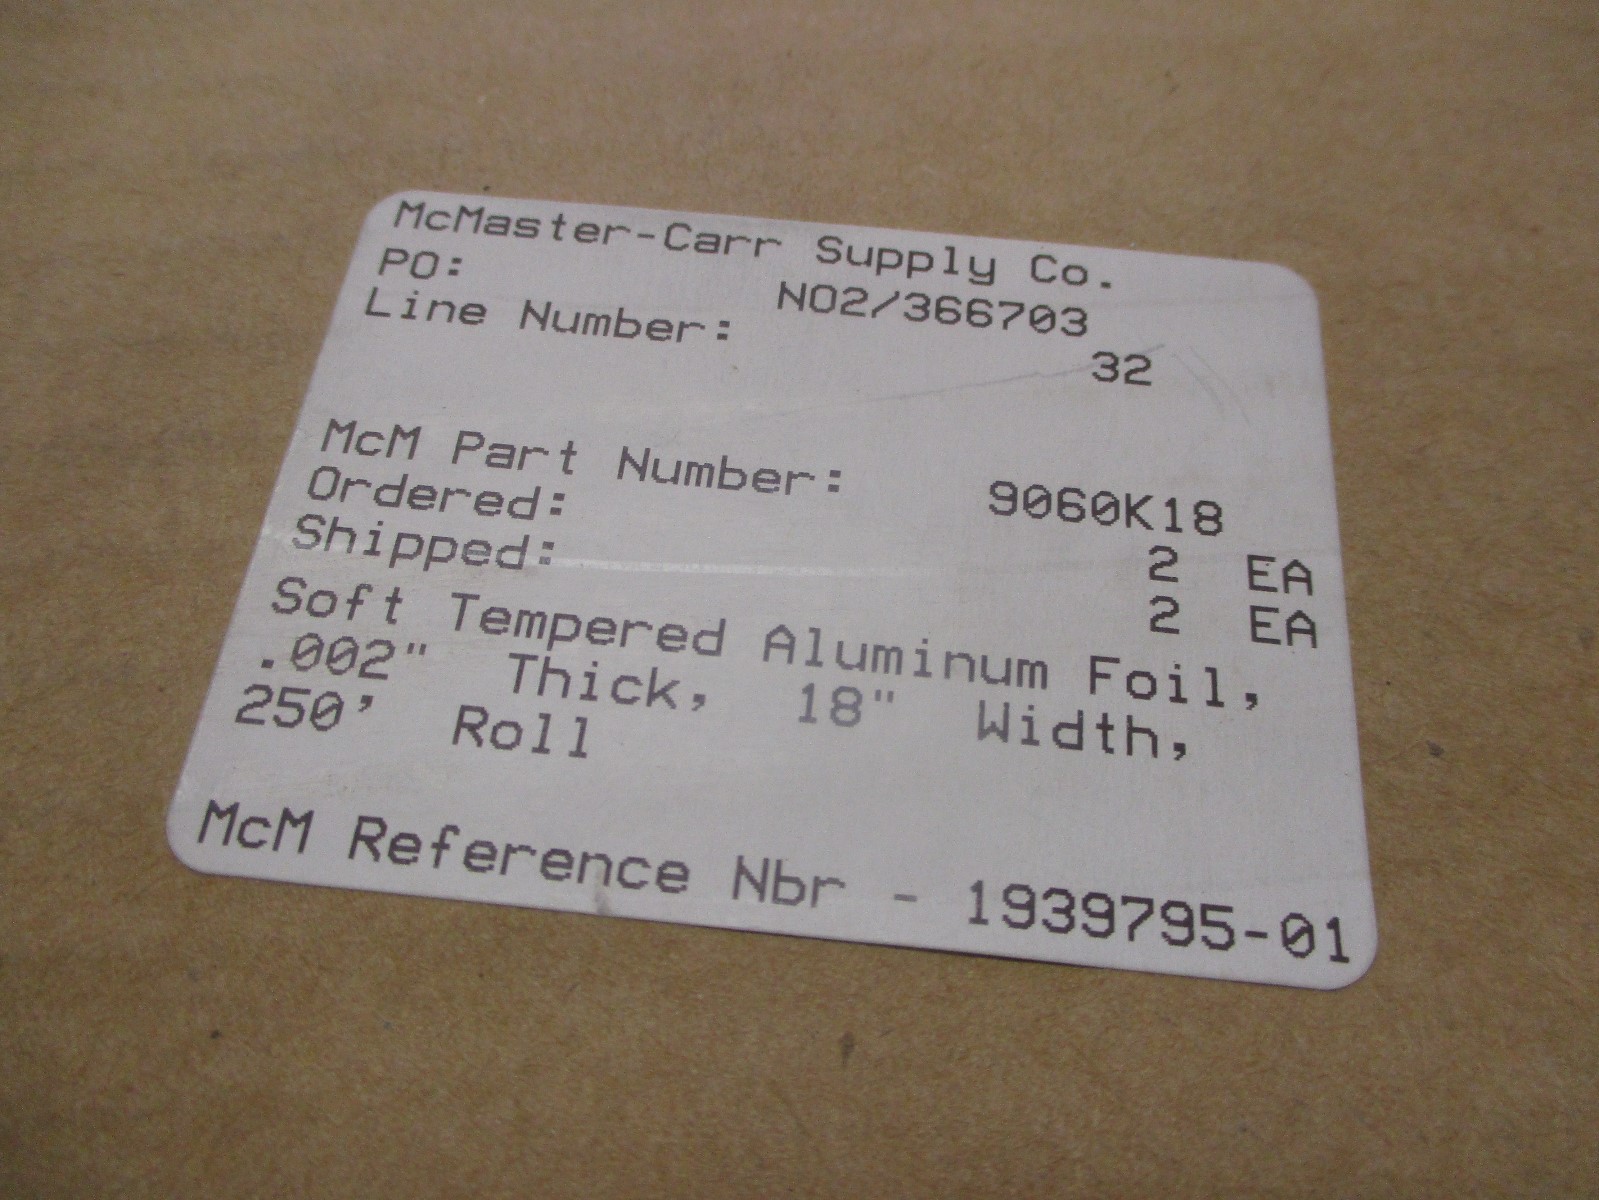 McMaster-Carr Supply Co.
PO: NO2/366703
Line Number: 32
McM Part Number: 9060K18
Ordered: 2 EA
Shipped: 2 EA
Soft Tempered Aluminum Foil,
.002" Thick, 18" Width,
250' Roll
McM Reference Nbr - 1939795-01